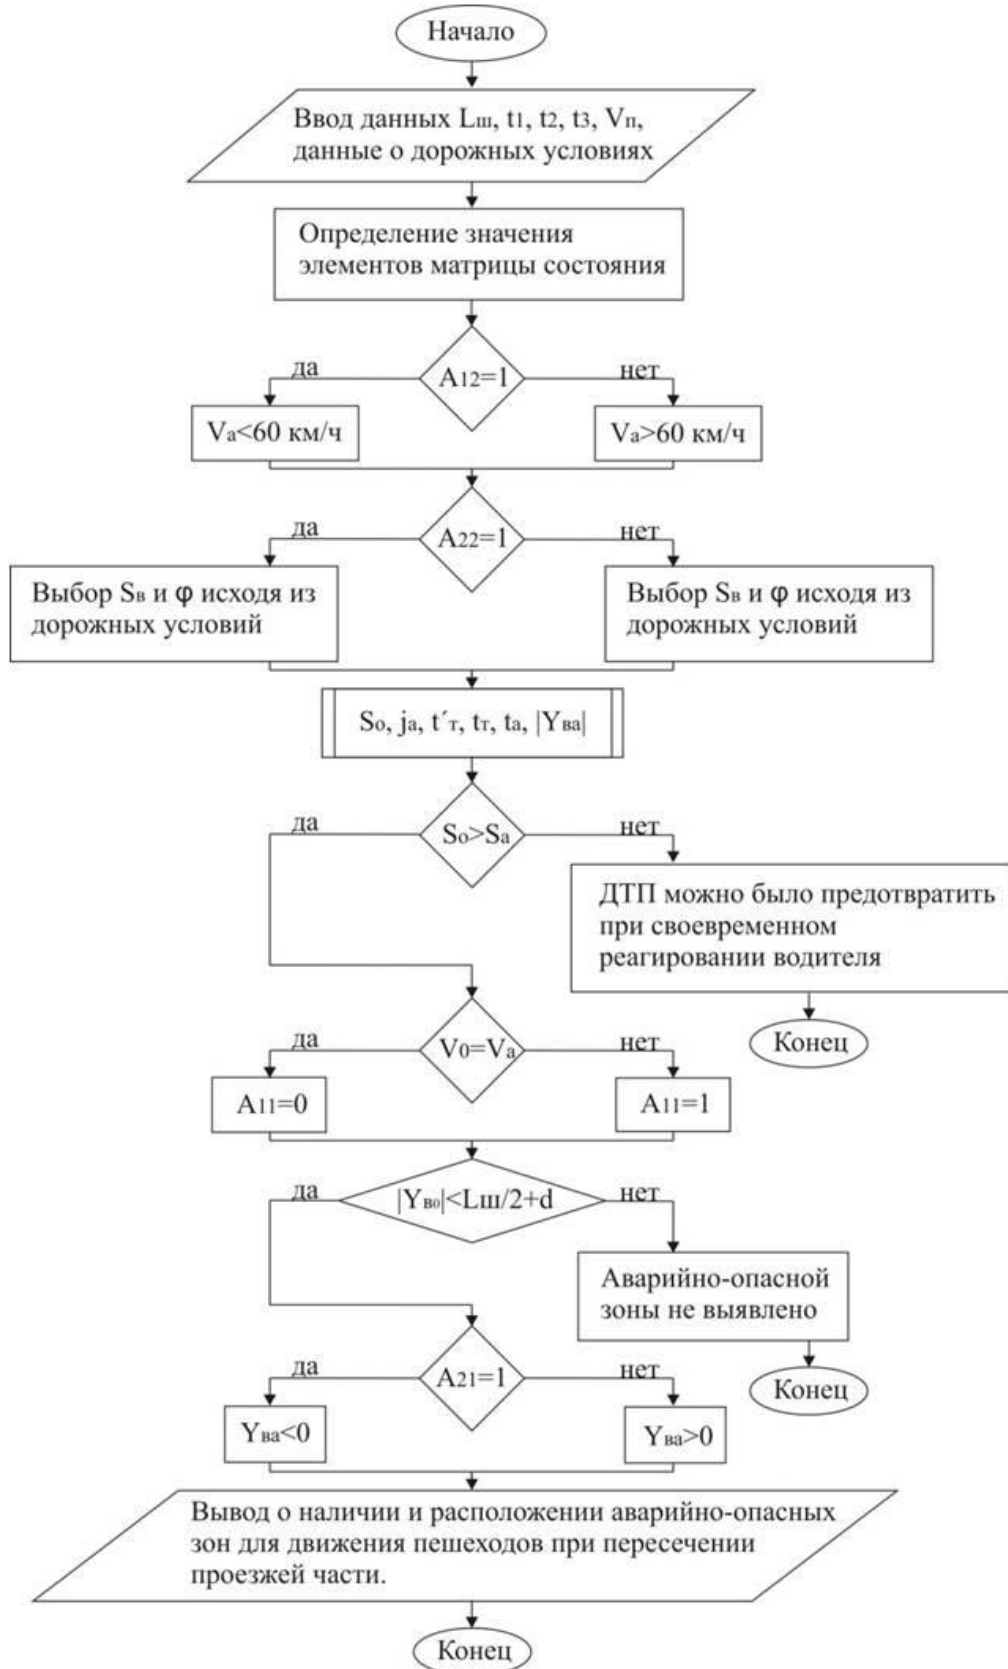 Начало
Ввод данных Lш, t1, t2, t3, Vп,
данные о дорожных условиях
Определение значения
элементов матрицы состояния
A12=1
да
нет
Va<60 км/ч
Va>60 км/ч
A22=1
да
нет
Выбор Sв и φ исходя из
дорожных условий
Выбор Sв и φ исходя из
дорожных условий
So, ja, t´т, tт, ta, |Yва|
So>Sa
да
нет
ДТП можно было предотвратить
при своевременном
реагировании водителя
Конец
V0=Va
да
нет
A11=0
A11=1
|Yв0|<Lш/2+d
да
нет
Аварийно-опасной
зоны не выявлено
Конец
A21=1
да
нет
Yва<0
Yва>0
Вывод о наличии и расположении аварийно-опасных
зон для движения пешеходов при пересечении
проезжей части.
Конец